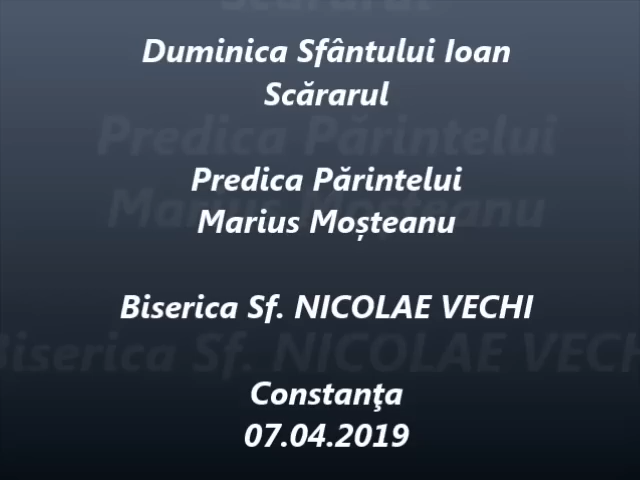 Duminica Sfântului Ioan
Scărarul
Predica Părintelui
Marius Moșteanu
Biserica Sf. NICOLAE VECHI
Constanţa
07.04.2019